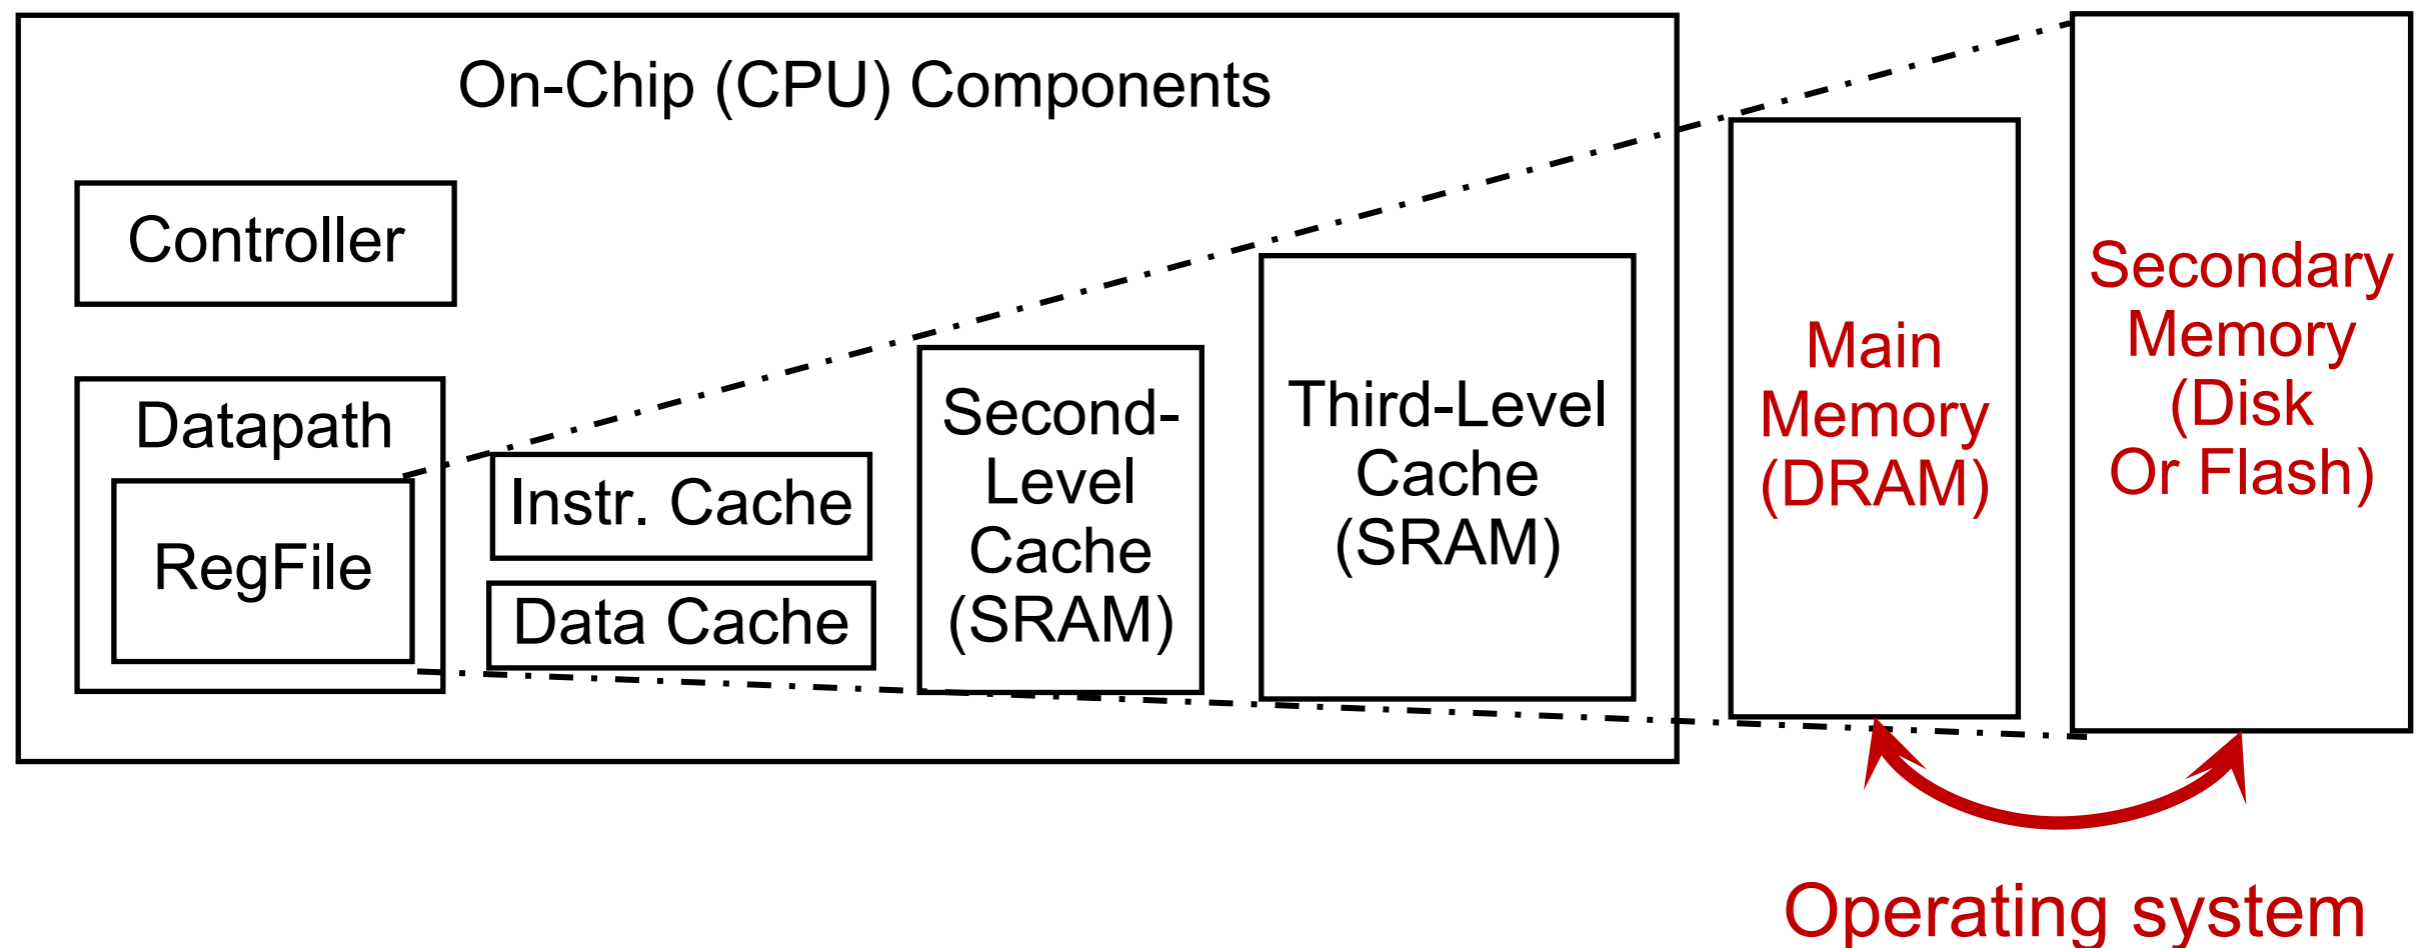 On-Chip (CPU) Components
Controller
Datapath
RegFile
Instr. Cache
Data Cache
Second-
Level
Cache
(SRAM)
Third-Level
Cache
(SRAM)
Main
Memory
(DRAM)
Secondary
Memory
(Disk
Or Flash)
Operating system